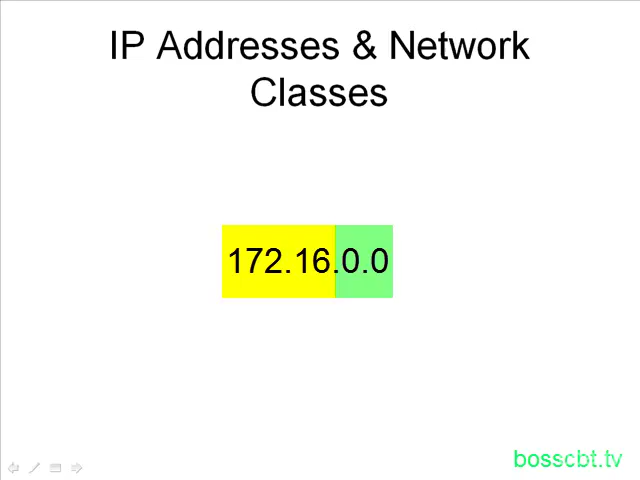 IP Addresses & Network
Classes
172.16.0.0
bosscbt.tv